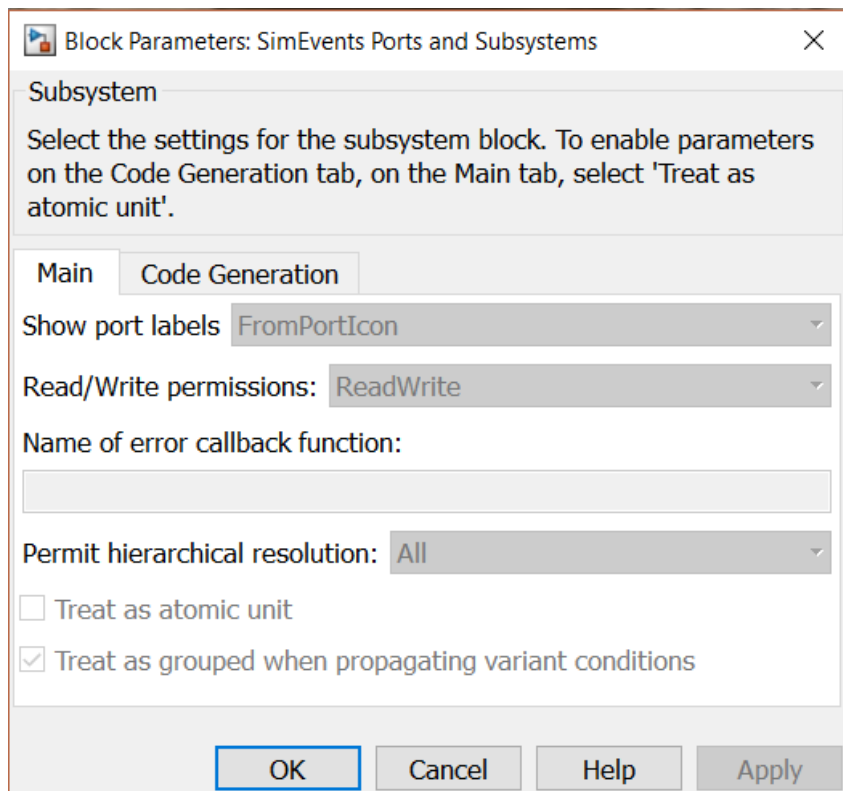 Block Parameters: SimEvents Ports and Subsystems
Subsystem
Select the settings for the subsystem block. To enable parameters
on the Code Generation tab, on the Main tab, select 'Treat as
atomic unit'.
Main Code Generation
Show port labels FromPortIcon
Read/Write permissions: ReadWrite
Name of error callback function:
Permit hierarchical resolution: All
Treat as atomic unit
Treat as grouped when propagating variant conditions
OK Cancel Help Apply